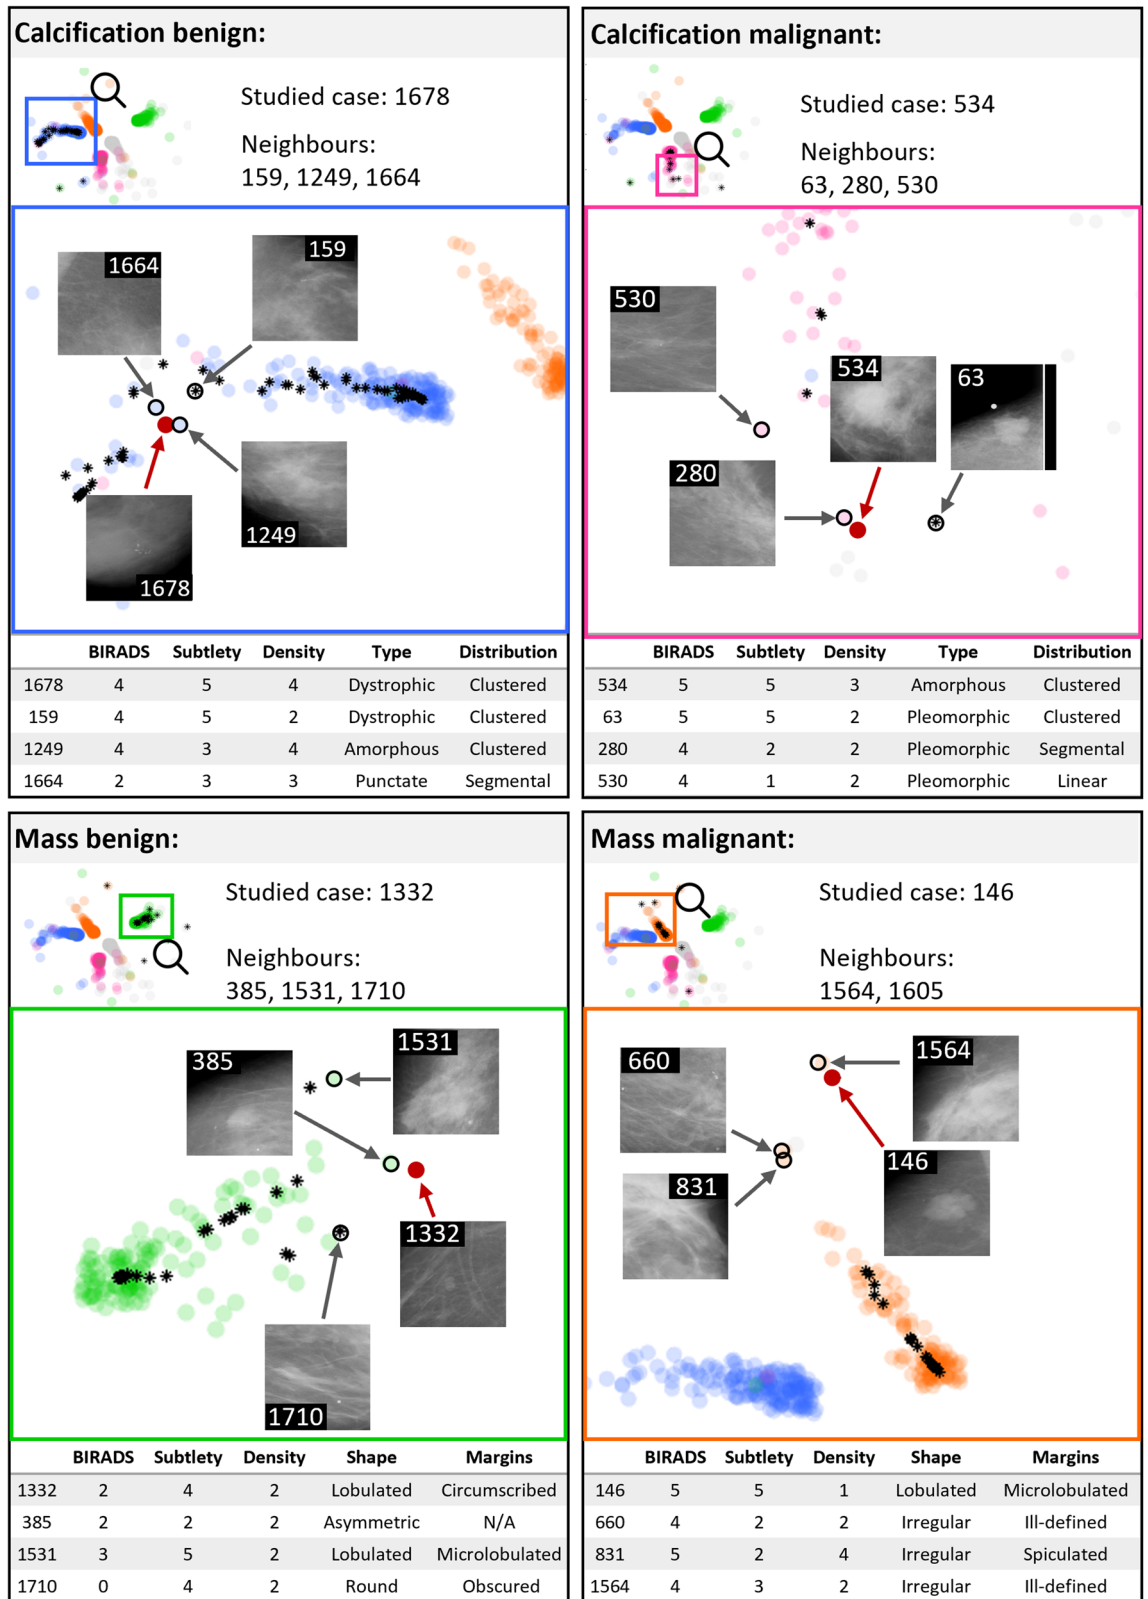 Calcification benign:
Studied case: 1678
Neighbours:
159, 1249, 1664
1664
159
1249
1678
BIRADS Subtlety Density Type Distribution
1678 4 5 4 Dystrophic Clustered
159 4 5 2 Dystrophic Clustered
1249 4 3 4 Amorphous Clustered
1664 2 3 3 Punctate Segmental
Calcification malignant:
Studied case: 534
Neighbours:
63, 280, 530
530
534
63
280
BIRADS Subtlety Density Type Distribution
534 5 5 3 Amorphous Clustered
63 5 5 2 Pleomorphic Clustered
280 4 2 2 Pleomorphic Segmental
530 4 1 2 Pleomorphic Linear
Mass benign:
Studied case: 1332
Neighbours:
385, 1531, 1710
385
1531
1332
1710
BIRADS Subtlety Density Shape Margins
1332 2 4 2 Lobulated Circumscribed
385 2 2 2 Asymmetric N/A
1531 3 5 2 Lobulated Microlobulated
1710 0 4 2 Round Obscured
Mass malignant:
Studied case: 146
Neighbours:
1564, 1605
660
1564
146
831
BIRADS Subtlety Density Shape Margins
146 5 5 1 Lobulated Microlobulated
660 4 2 2 Irregular Ill-defined
831 5 2 4 Irregular Spiculated
1564 4 3 2 Irregular Ill-defined